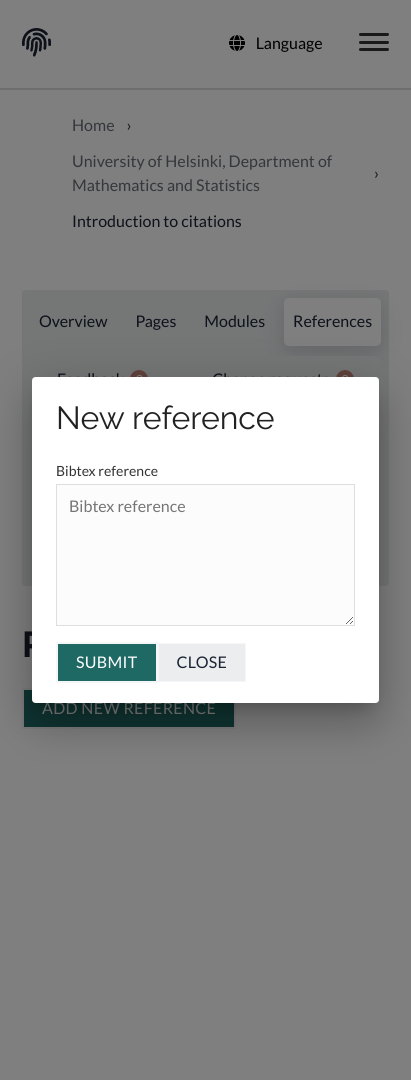 Language
Home ›
University of Helsinki, Department of
Mathematics and Statistics ›
Introduction to citations
Overview Pages Modules References
New reference
Bibtex reference
Bibtex reference
SUBMIT CLOSE
ADD NEW REFERENCE